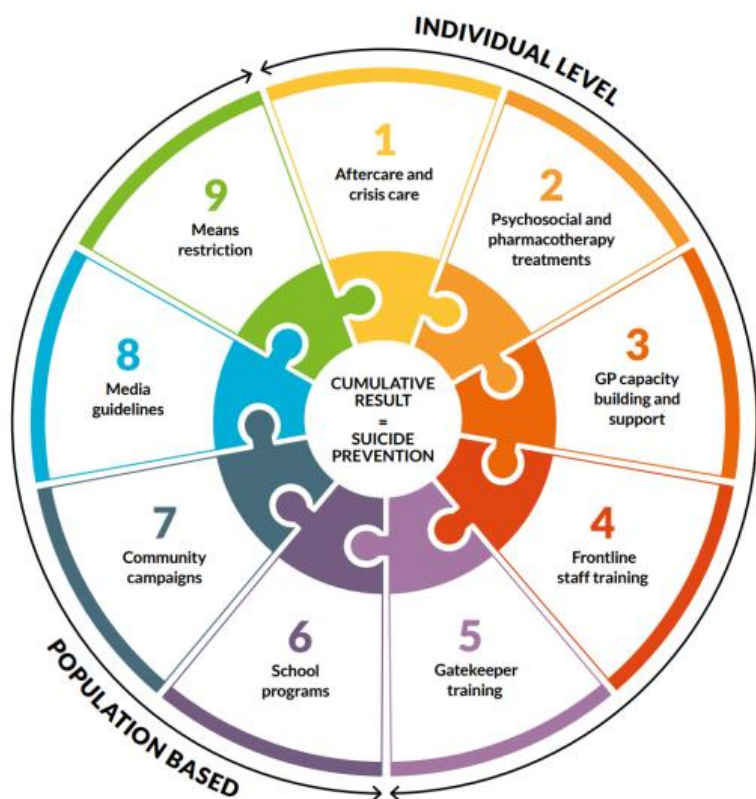 INDIVIDUAL LEVEL
1
Aftercare and
crisis care
2
Psychosocial and
pharmacotherapy
treatments
3
GP capacity
building and
support
4
Frontline
staff training
5
Gatekeeper
training
6
School
programs
7
Community
campaigns
8
Media
guidelines
9
Means
restriction
CUMULATIVE
RESULT
=
SUICIDE
PREVENTION
POPULATION BASED